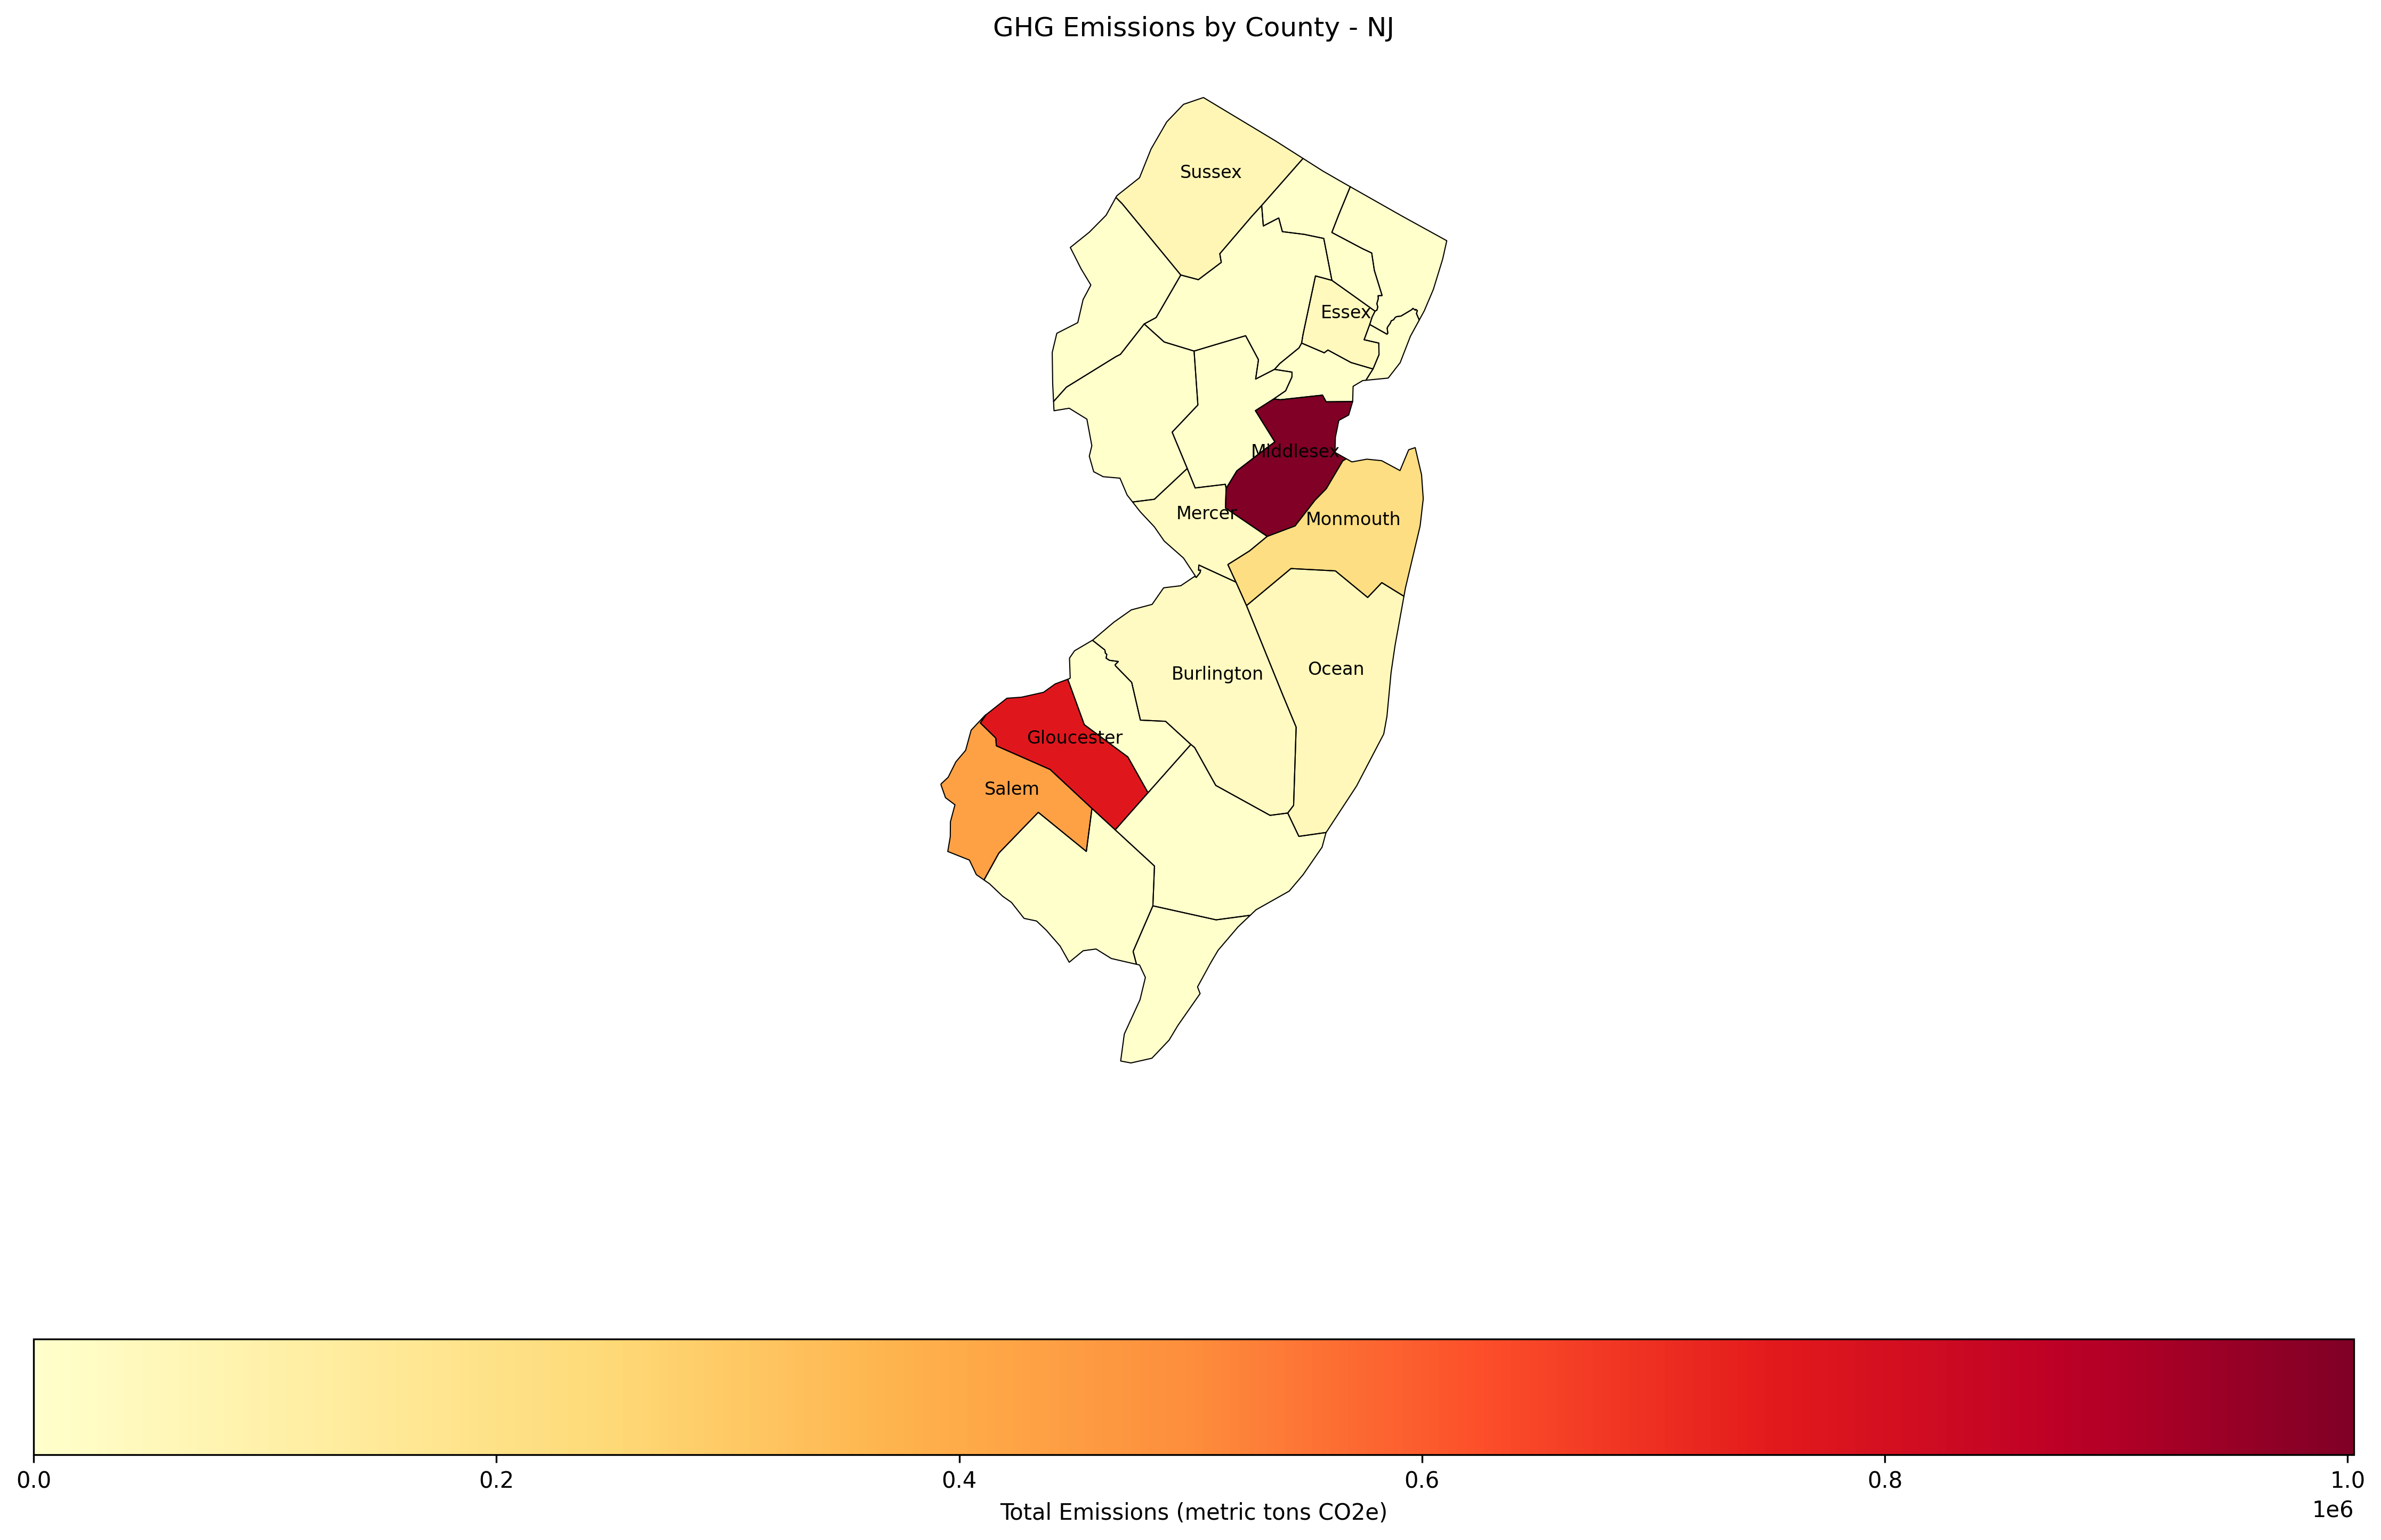 GHG Emissions by County - NJ
Sussex
Essex
Middlesex
Mercer
Monmouth
Burlington
Ocean
Gloucester
Salem
0.0
0.2
0.4
0.6
0.8
1.0
1e6
Total Emissions (metric tons CO2e)